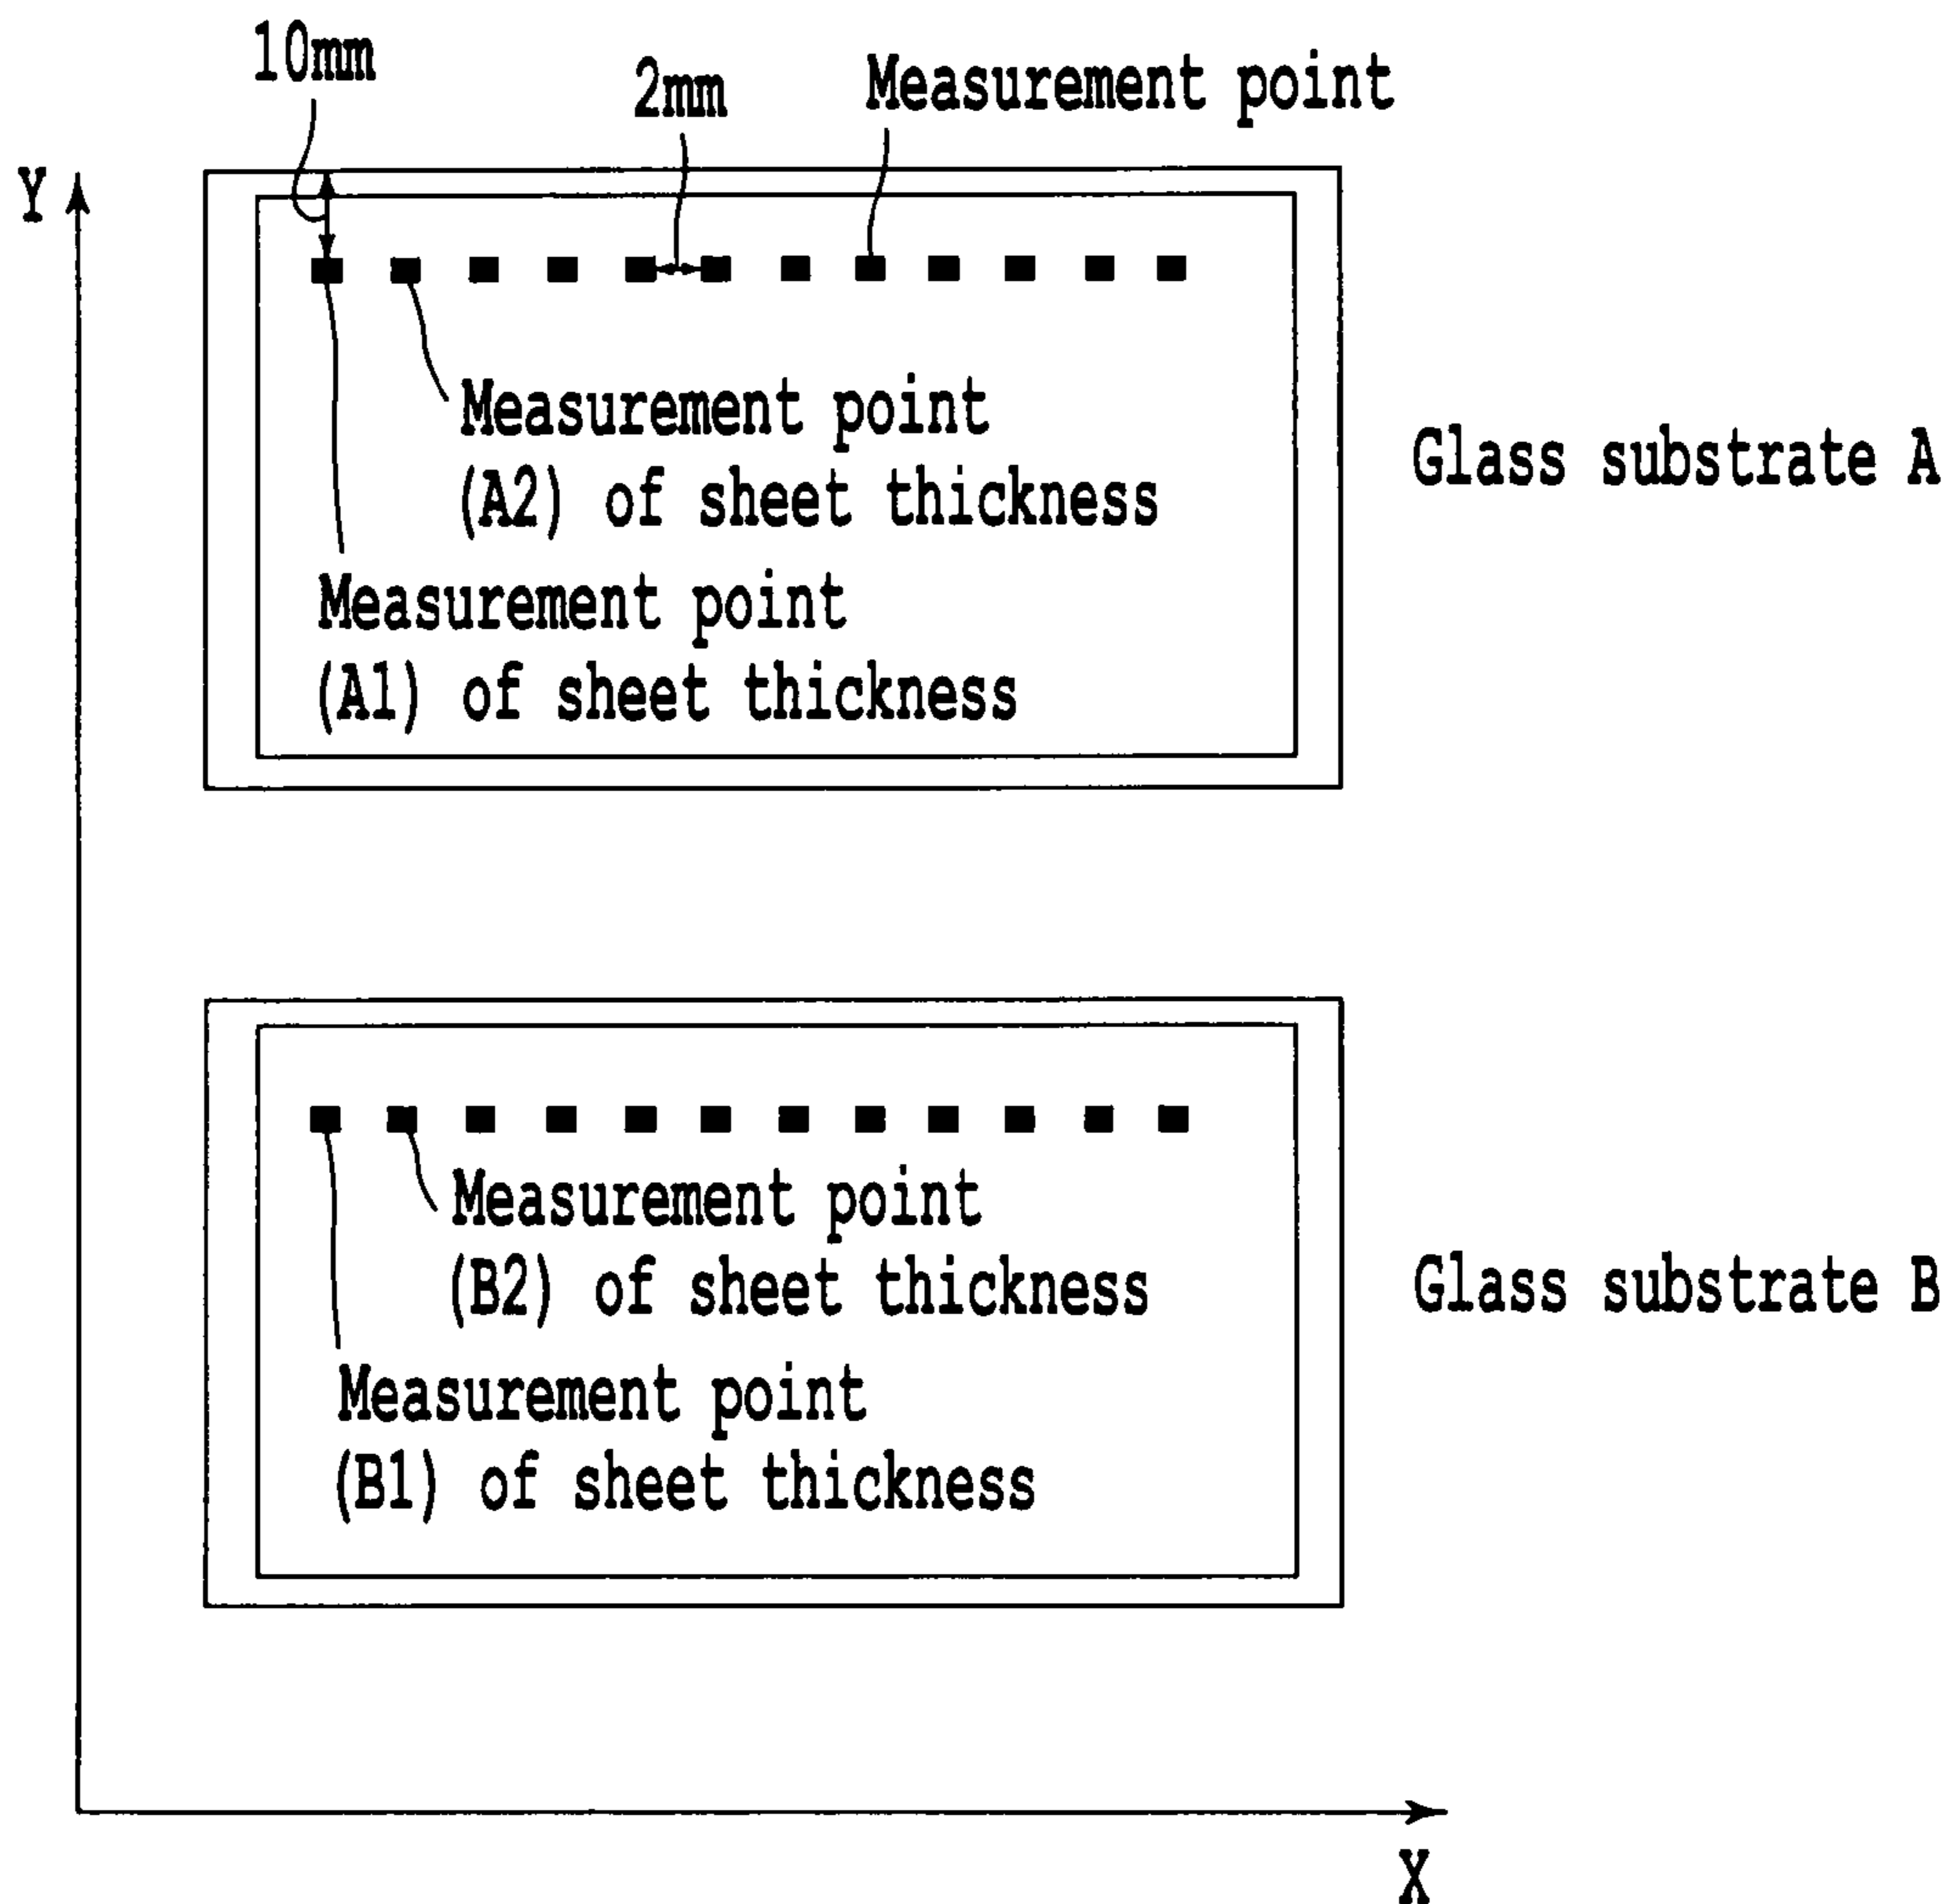 10mm
2mm
Measurement point
Y
Measurement point
(A2) of sheet thickness
Glass substrate A
Measurement point
(A1) of sheet thickness
Measurement point
(B2) of sheet thickness
Glass substrate B
Measurement point
(B1) of sheet thickness
X